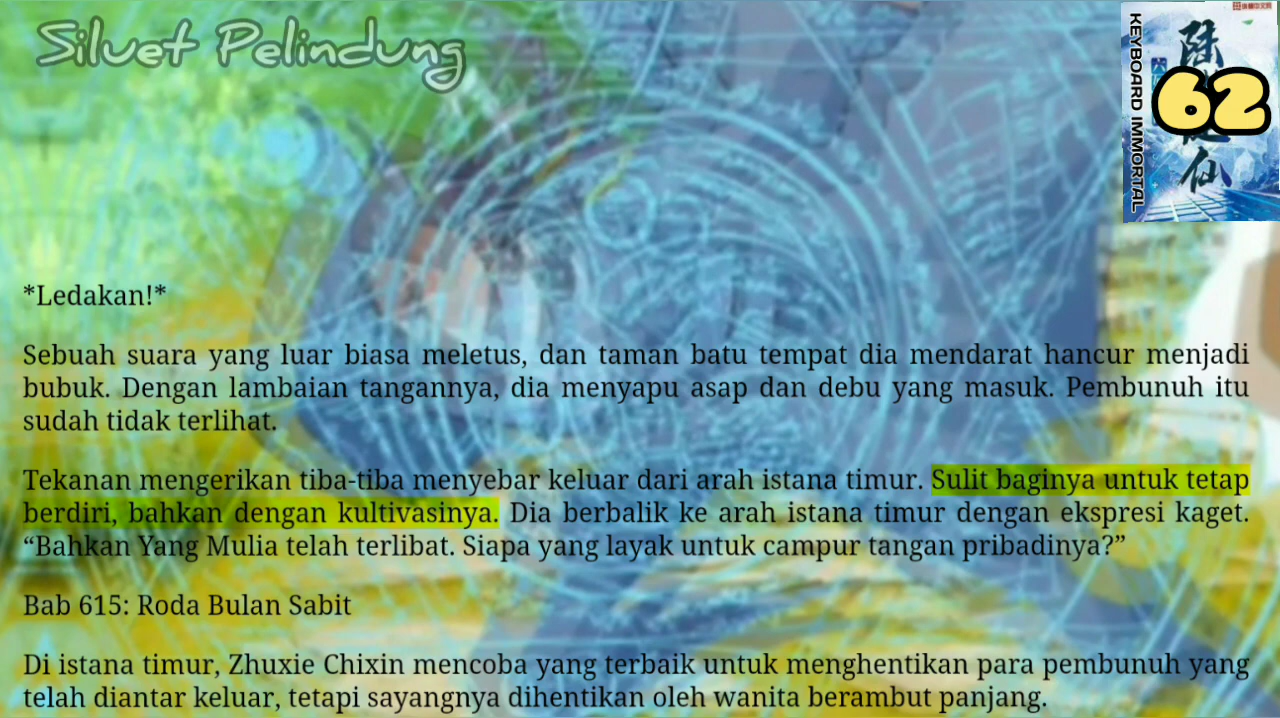 Siluet Pelindung
KEYBOARD IMMORTAL
62
*Ledakan!*
Sebuah suara yang luar biasa meletus, dan taman batu tempat dia mendarat hancur menjadi
bubuk. Dengan lambaian tangannya, dia menyapu asap dan debu yang masuk. Pembunuh itu
sudah tidak terlihat.
Tekanan mengerikan tiba-tiba menyebar keluar dari arah istana timur. Sulit baginya untuk tetap
berdiri, bahkan dengan kultivasinya. Dia berbalik ke arah istana timur dengan ekspresi kaget.
“Bahkan Yang Mulia telah terlibat. Siapa yang layak untuk campur tangan pribadinya?”
Bab 615: Roda Bulan Sabit
Di istana timur, Zhuxie Chixin mencoba yang terbaik untuk menghentikan para pembunuh yang
telah diantar keluar, tetapi sayangnya dihentikan oleh wanita berambut panjang.